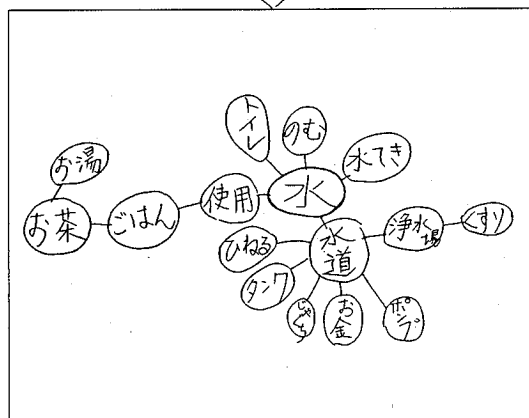 トイレ
のむ
水てき
水
使用
ごはん
お茶
お湯
水道
ひねる
タンク
じゃぐち
お金
ポンプ
浄水場
くすり